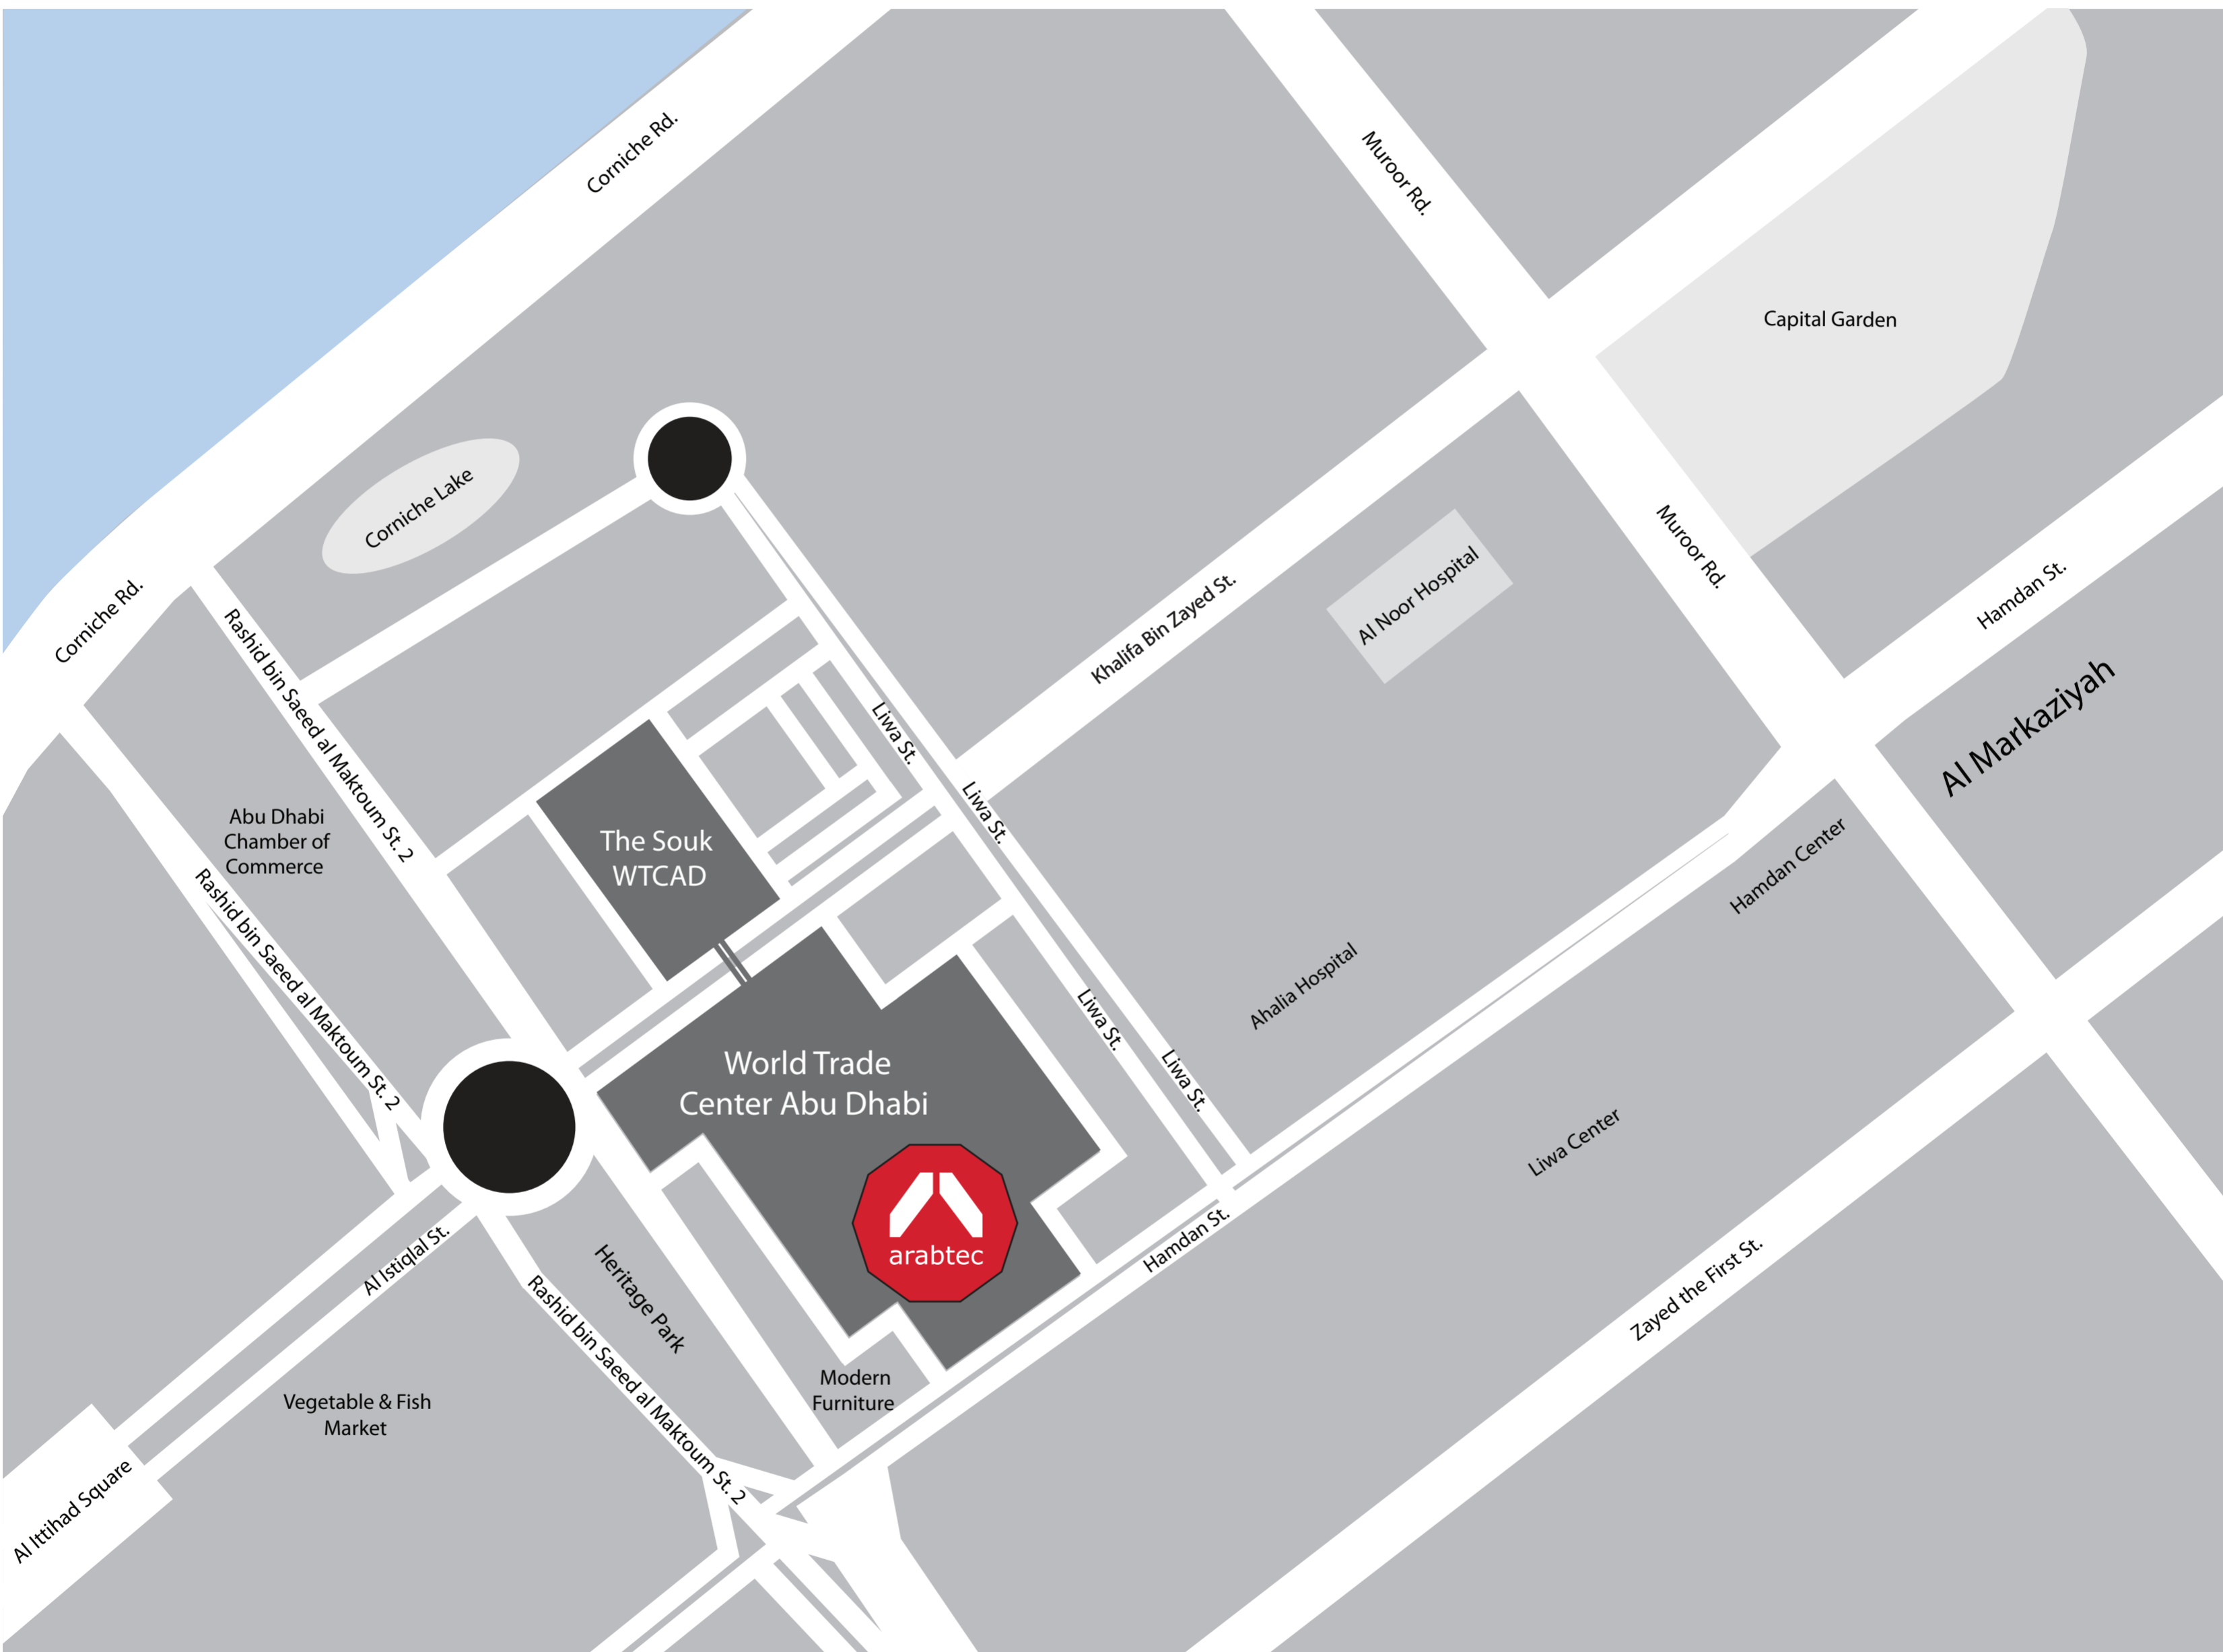 Corniche Rd.
Muroor Rd.
Capital Garden
Corniche Lake
Muroor Rd.
Al Noor Hospital
Hamdan St.
Khalifa Bin Zayed St.
Corniche Rd.
Rashid bin Saeed al Maktoum St. 2
Liwa St.
Al Markaziyah
Liwa St.
Abu Dhabi
Chamber of
Commerce
The Souk
WTCAD
Hamdan Center
Rashid bin Saeed al Maktoum St. 2
Ahalia Hospital
Liwa St.
World Trade
Center Abu Dhabi
Liwa St.
Liwa Center
arabtec
Hamdan St.
Al Istiqlal St.
Heritage Park
Zayed the First St.
Rashid bin Saeed al Maktoum St. 2
Modern
Furniture
Vegetable & Fish
Market
Al Ittihad Square